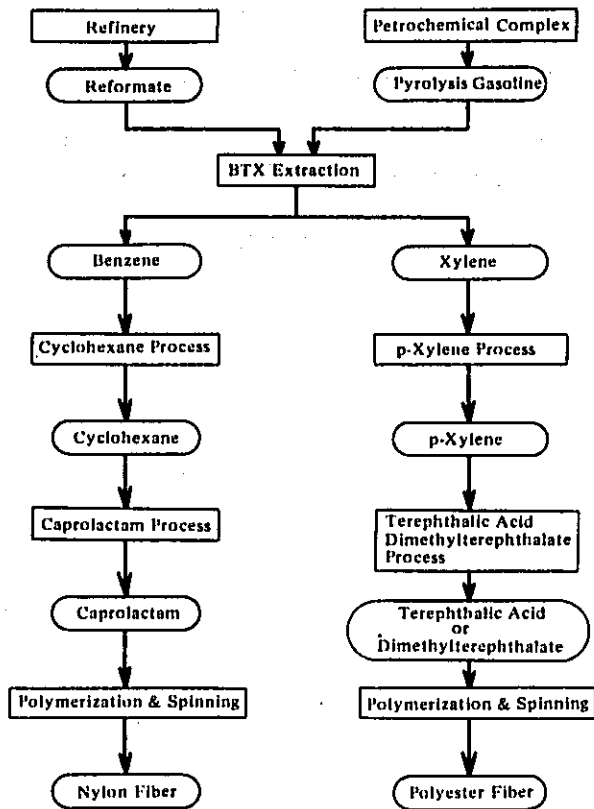 Refinery
Petrochemical Complex
Reformate
Pyrolysis Gasoline
BTX Extraction
Benzene
Xylene
Cyclohexane Process
p-Xylene Process
Cyclohexane
p-Xylene
Caprolactam Process
Terephthalic Acid
Dimethylterephthalate
Process
Caprolactam
Terephthalic Acid
or
Dimethylterephthalate
Polymerization & Spinning
Polymerization & Spinning
Nylon Fiber
Polyester Fiber